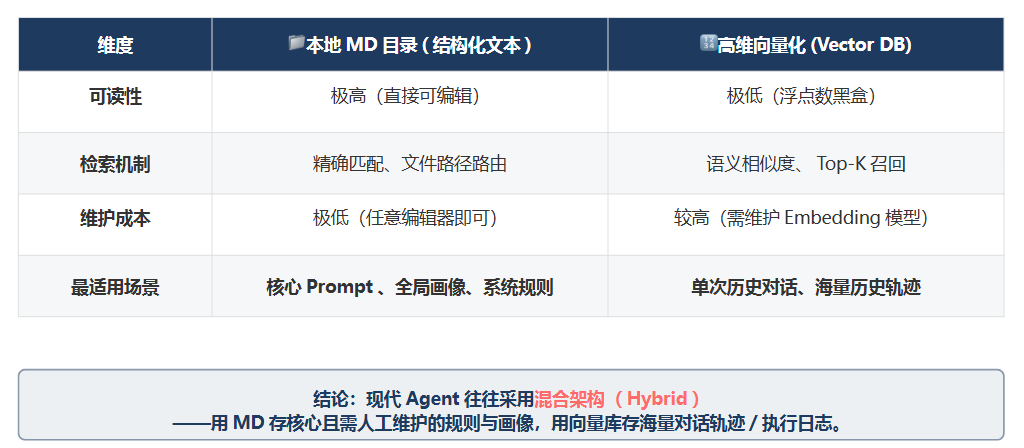 维度 本地 MD 目录 ( 结构化文本 ) 高维向量化 (Vector DB)
可读性 极高（直接可编辑） 极低（浮点数黑盒）
检索机制 精确匹配、文件路径路由 语义相似度、 Top-K 召回
维护成本 极低（任意编辑器即可） 较高（需维护 Embedding 模型）
最适用场景 核心 Prompt 、全局画像、系统规则 单次历史对话、海量历史轨迹
结论：现代 Agent 往往采用混合架构 （ Hybrid ）
——用 MD 存核心且需人工维护的规则与画像，用向量库存海量对话轨迹 / 执行日志。